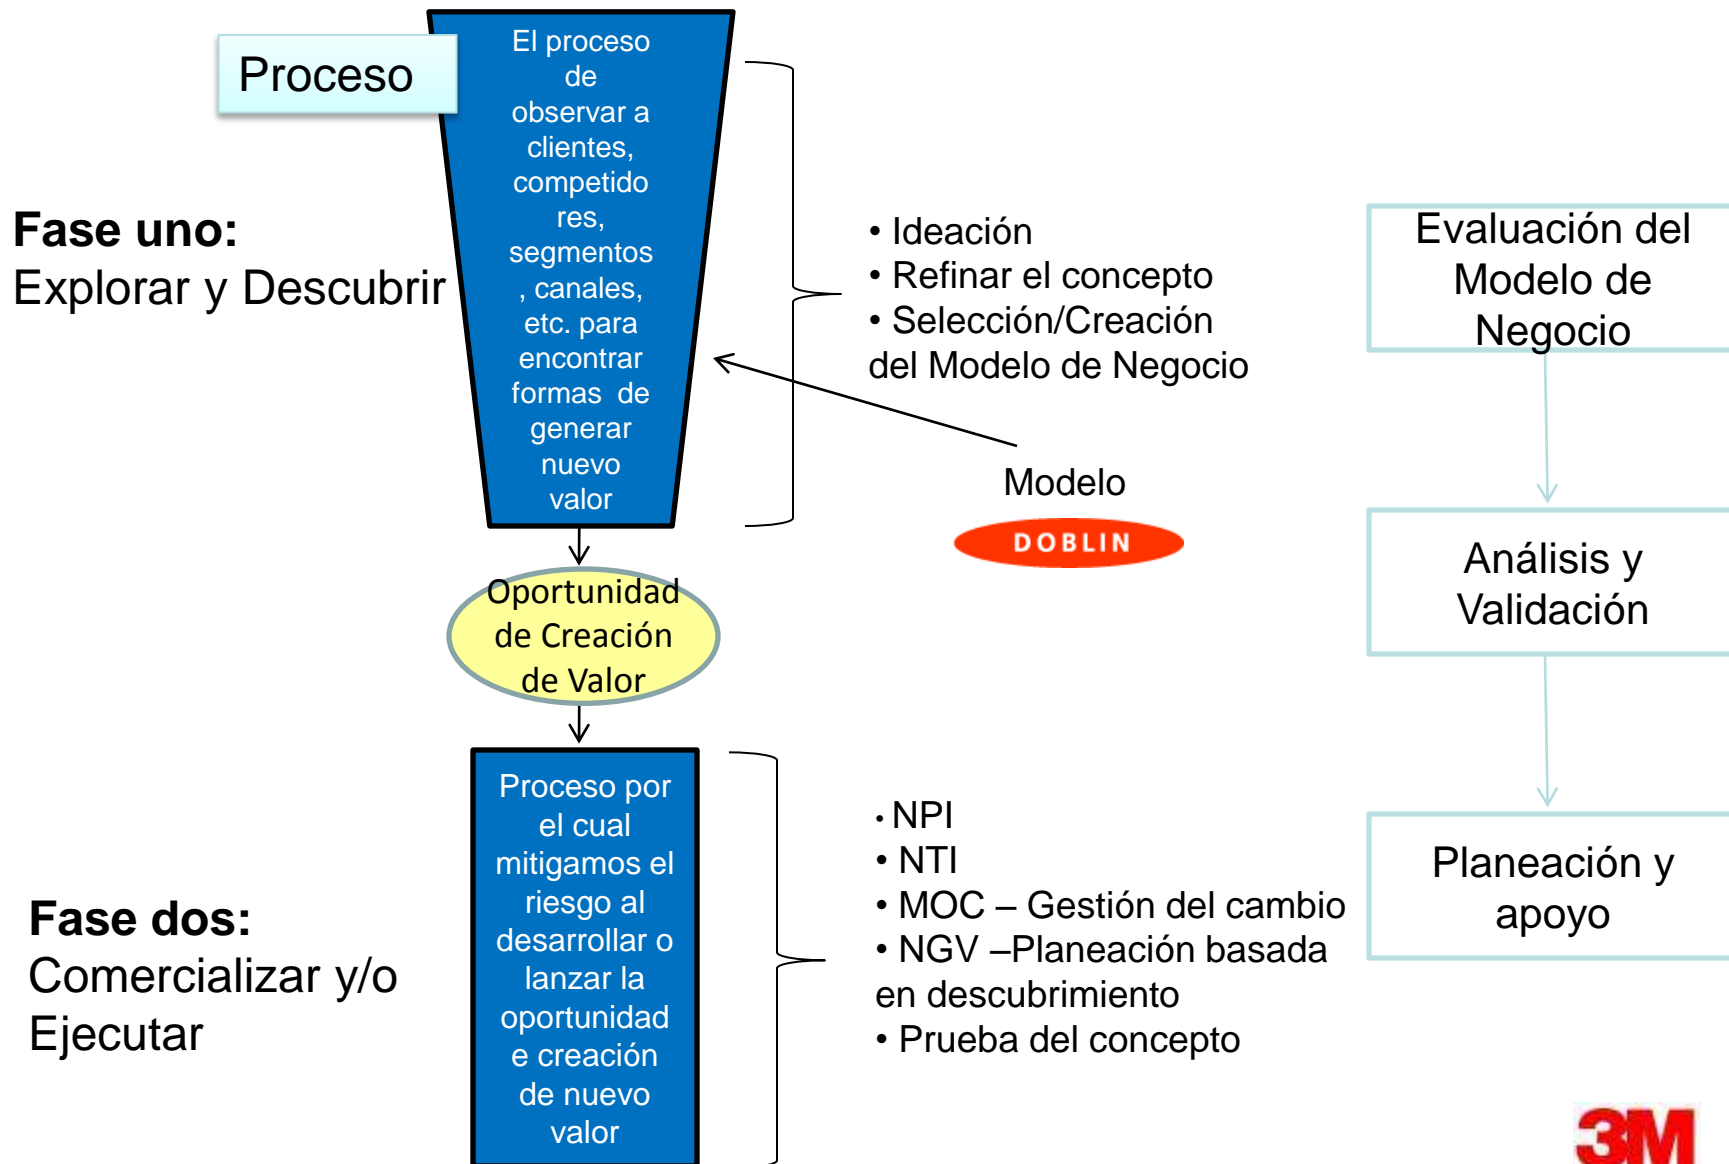 Proceso
El proceso
de
observar a
clientes,
competido
res,
segmentos
, canales,
etc. para
encontrar
formas de
generar
nuevo
valor
Fase uno:
Explorar y Descubrir
• Ideación
• Refinar el concepto
• Selección/Creación
del Modelo de Negocio
Modelo
DOBLIN
Oportunidad
de Creación
de Valor
Fase dos:
Comercializar y/o
Ejecutar
Proceso por
el cual
mitigamos el
riesgo al
desarrollar o
lanzar la
oportunidad
e creación
de nuevo
valor
• NPI
• NTI
• MOC – Gestión del cambio
• NGV –Planeación basada
en descubrimiento
• Prueba del concepto
Evaluación del
Modelo de
Negocio
Análisis y
Validación
Planeación y
apoyo
3M